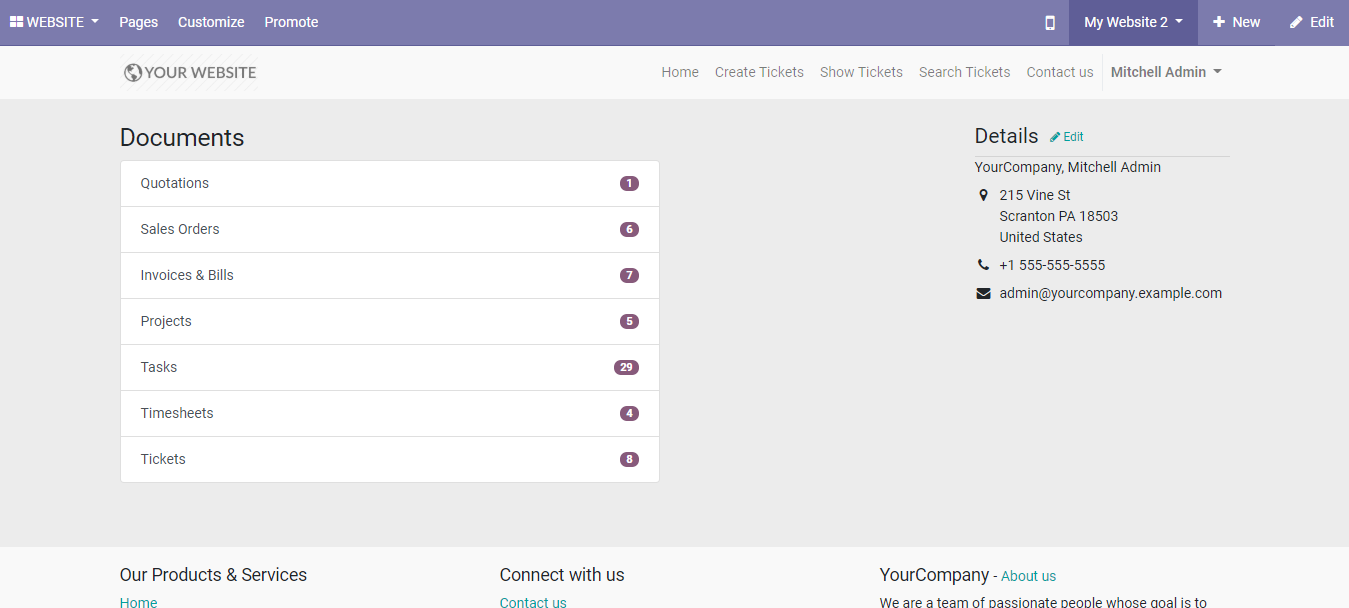 WEBSITE Pages Customize Promote My Website 2 New Edit
YOUR WEBSITE Home Create Tickets Show Tickets Search Tickets Contact us Mitchell Admin
Documents
Quotations 1
Sales Orders 6
Invoices & Bills 7
Projects 5
Tasks 29
Timesheets 4
Tickets 8
Details Edit
YourCompany, Mitchell Admin
215 Vine St
Scranton PA 18503
United States
+1 555-555-5555
admin@yourcompany.example.com
Our Products & Services
Home
Connect with us
Contact us
YourCompany - About us
We are a team of passionate people whose goal is to